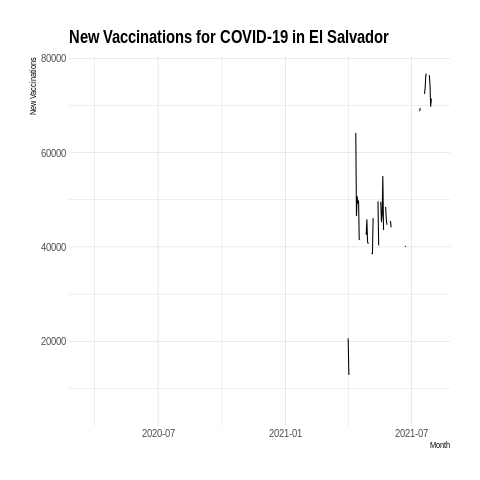 New Vaccinations for COVID-19 in El Salvador
New Vaccinations
80000
60000
40000
20000
2020-07
2021-01
2021-07
Month